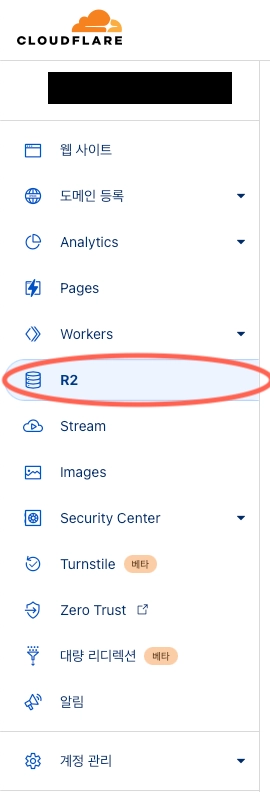 CLOUDFLARE
웹 사이트
도메인 등록
Analytics
Pages
Workers
R2
Stream
Images
Security Center
Turnstile 베타
Zero Trust
대량 리디렉션 베타
알림
계정 관리